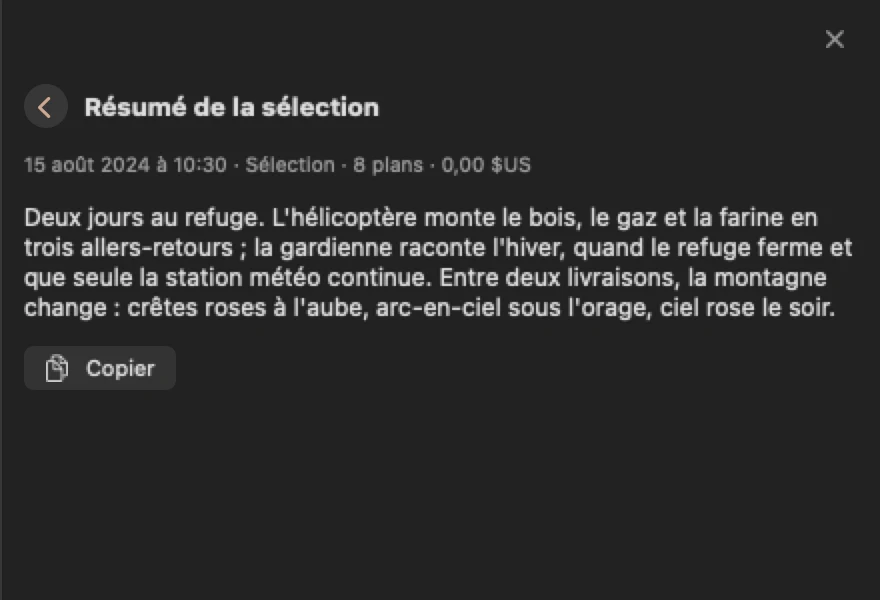 Résumé de la sélection
15 août 2024 à 10:30 · Sélection · 8 plans · 0,00 $US
Deux jours au refuge. L'hélicoptère monte le bois, le gaz et la farine en
trois allers-retours ; la gardienne raconte l'hiver, quand le refuge ferme et
que seule la station météo continue. Entre deux livraisons, la montagne
change : crêtes roses à l'aube, arc-en-ciel sous l'orage, ciel rose le soir.
Copier